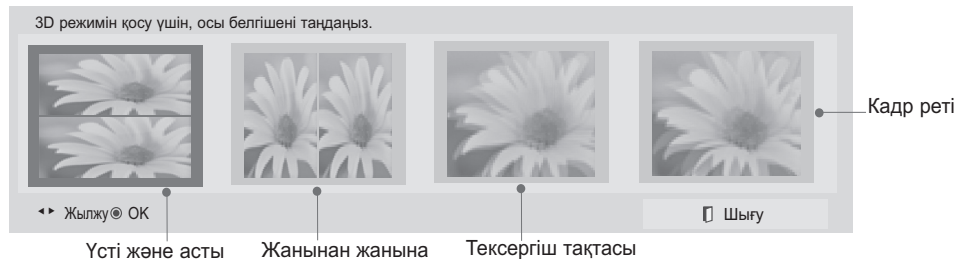 3D режимін қосу үшін, осы белгішені таңдаңыз.
Кадр реті
Жылжу OK
Шығу
Үсті және асты
Жанынан жанына
Тексергіш тақтасы